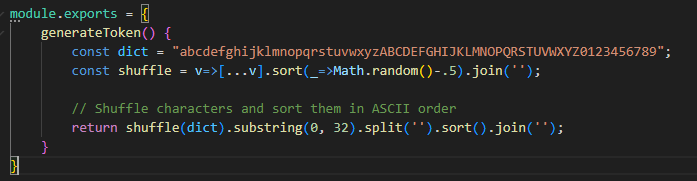 module.exports = {
    generateToken() {
        const dict = "abcdefghijklmnopqrstuvwxyzABCDEFGHIJKLMNOPQRSTUVWXYZ0123456789";
        const shuffle = v=>[...v].sort(_=>Math.random()-.5).join('');
        // Shuffle characters and sort them in ASCII order
        return shuffle(dict).substring(0, 32).split('').sort().join('');
    }
}